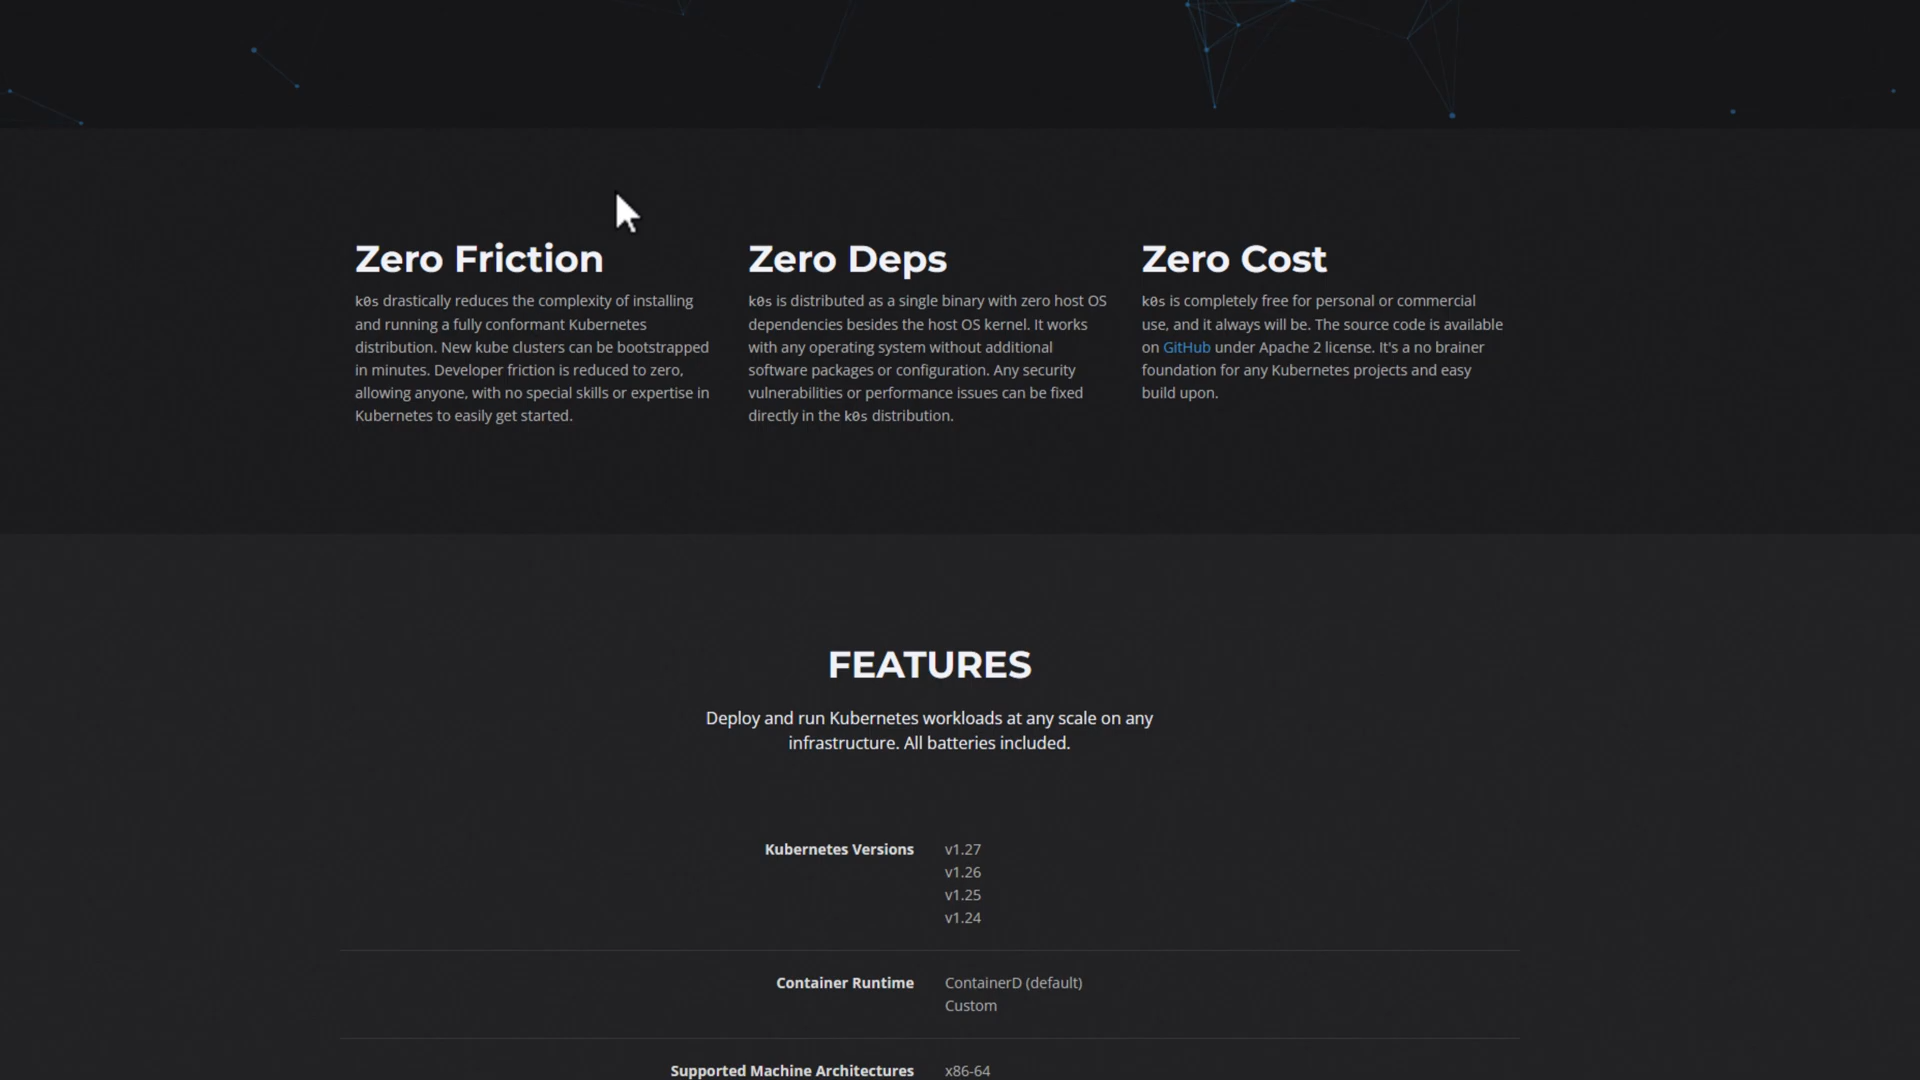 Zero Friction
k0s drastically reduces the complexity of installing
and running a fully conformant Kubernetes
distribution. New kube clusters can be bootstrapped
in minutes. Developer friction is reduced to zero,
allowing anyone, with no special skills or expertise in
Kubernetes to easily get started.
Zero Deps
k0s is distributed as a single binary with zero host OS
dependencies besides the host OS kernel. It works
with any operating system without additional
software packages or configuration. Any security
vulnerabilities or performance issues can be fixed
directly in the k0s distribution.
Zero Cost
k0s is completely free for personal or commercial
use, and it always will be. The source code is available
on GitHub under Apache 2 license. It's a no brainer
foundation for any Kubernetes projects and easy
build upon.
FEATURES
Deploy and run Kubernetes workloads at any scale on any
infrastructure. All batteries included.
Kubernetes Versions v1.27
v1.26
v1.25
v1.24
Container Runtime ContainerD (default)
Custom
Supported Machine Architectures x86-64